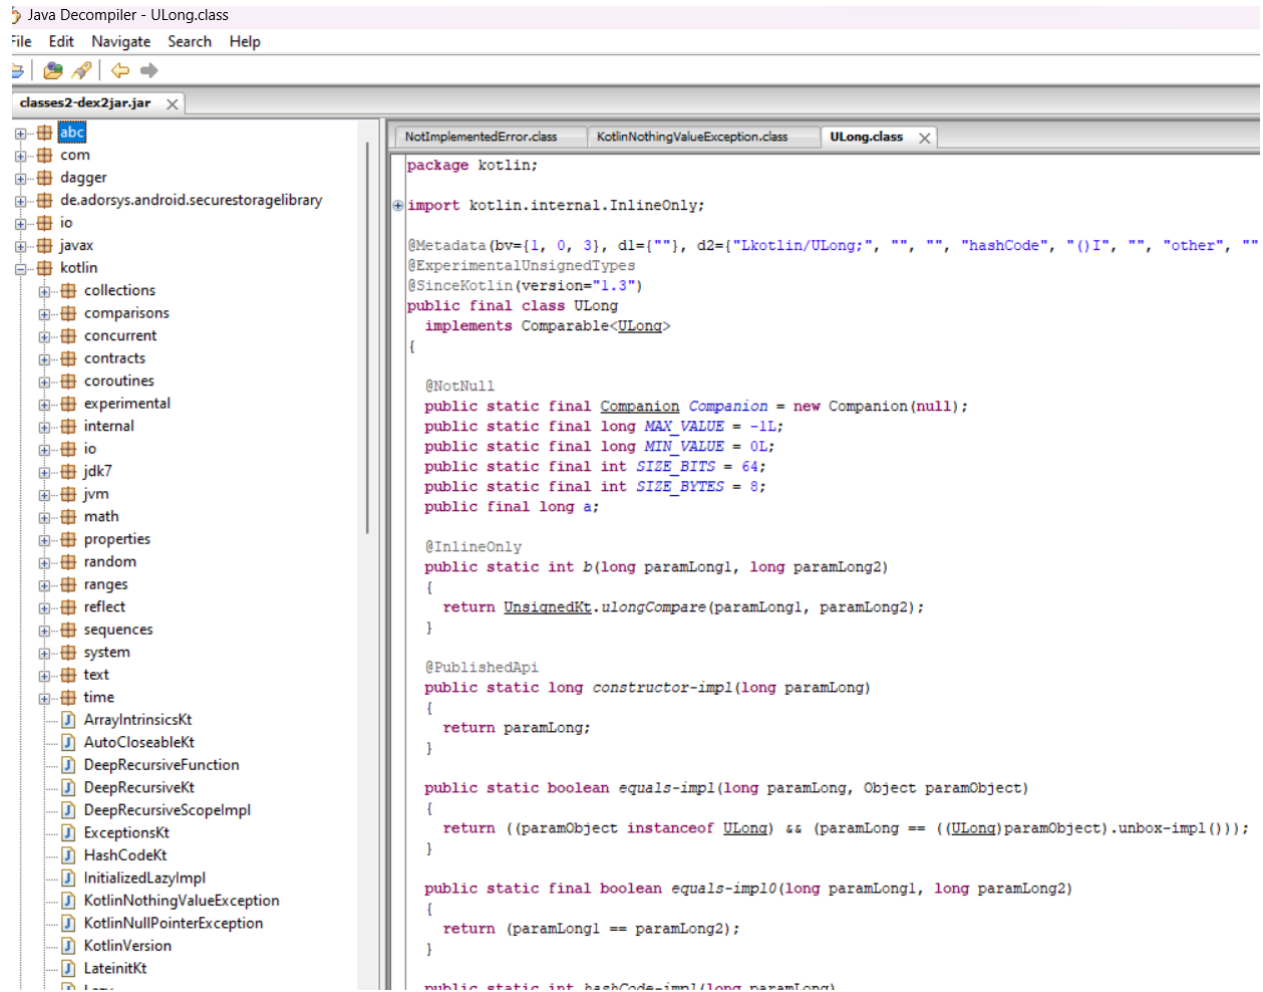 Java Decompiler - ULong.class
File Edit Navigate Search Help
classes2-dex2jar.jar
abc
com
dagger
de.adorsys.android.securestoragelibrary
io
javax
kotlin
collections
comparisons
concurrent
contracts
coroutines
experimental
internal
io
jdk7
jvm
math
properties
random
ranges
reflect
sequences
system
text
time
ArrayIntrinsicsKt
AutoCloseableKt
DeepRecursiveFunction
DeepRecursiveKt
DeepRecursiveScopeImpl
ExceptionsKt
HashCodeKt
InitializedLazyImpl
KotlinNothingValueException
KotlinNullPointerException
KotlinVersion
LateinitKt
Lazy
NotImplementedError.class KotlinNothingValueException.class ULong.class
package kotlin;
import kotlin.internal.InlineOnly;
@Metadata(bv={1, 0, 3}, d1={""}, d2={"Lkotlin/ULong;", "", "", "hashCode", "()I", "", "other", ""
@ExperimentalUnsignedTypes
@SinceKotlin(version="1.3")
public final class ULong
implements Comparable<ULong>
{
@NotNull
public static final Companion Companion = new Companion(null);
public static final long MAX_VALUE = -1L;
public static final long MIN_VALUE = 0L;
public static final int SIZE_BITS = 64;
public static final int SIZE_BYTES = 8;
public final long a;
@InlineOnly
public static int b(long paramLong1, long paramLong2)
{
return UnsignedKt.ulongCompare(paramLong1, paramLong2);
}
@PublishedApi
public static long constructor-impl(long paramLong)
{
return paramLong;
}
public static boolean equals-impl(long paramLong, Object paramObject)
{
return ((paramObject instanceof ULong) && (paramLong == ((ULong)paramObject).unbox-impl()));
}
public static final boolean equals-impl0(long paramLong1, long paramLong2)
{
return (paramLong1 == paramLong2);
}
public static int hashCode-impl(long paramLong)